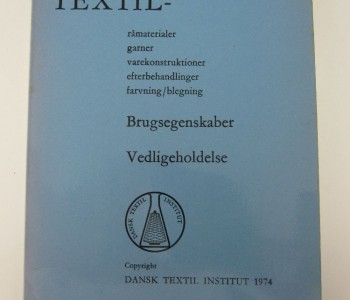 TEXTIL-
råmaterialer
garner
varekonstruktioner
efterbehandlinger
farvning/blegning
Brugsegenskaber
Vedligeholdelse
DANSK TEXTIL INSTITUT
Copyright
DANSK TEXTIL INSTITUT 1974